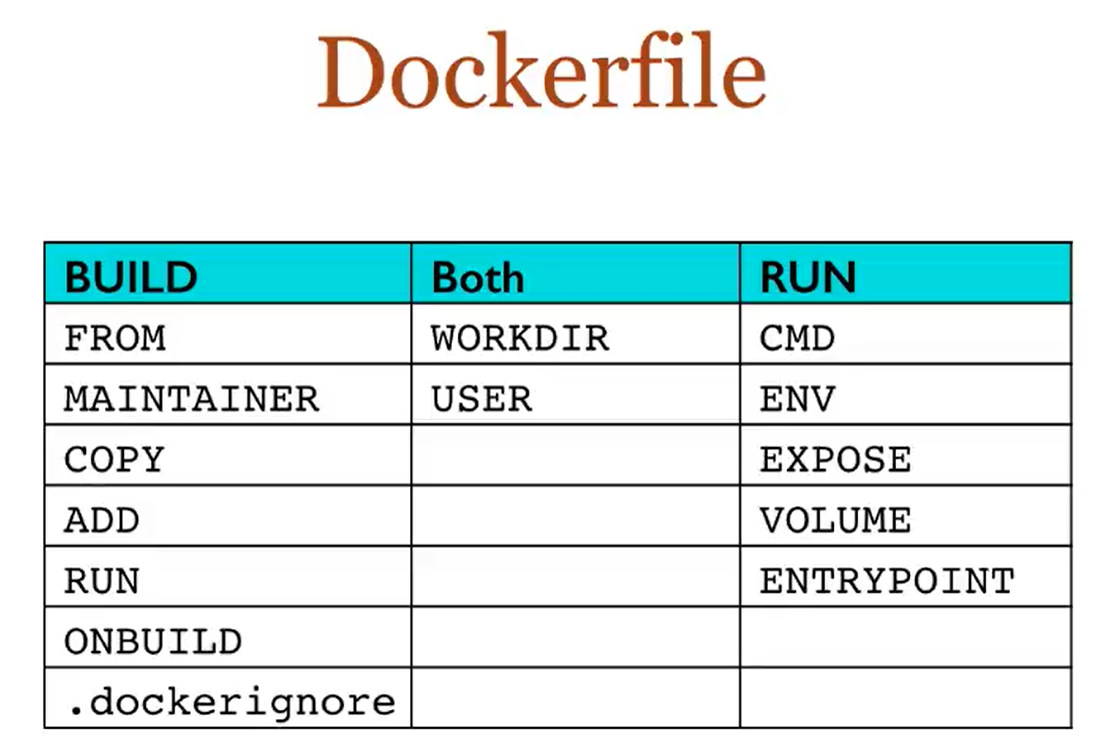 Dockerfile
BUILD Both RUN
FROM WORKDIR CMD
MAINTAINER USER ENV
COPY EXPOSE
ADD VOLUME
RUN ENTRYPOINT
ONBUILD
.dockerignore